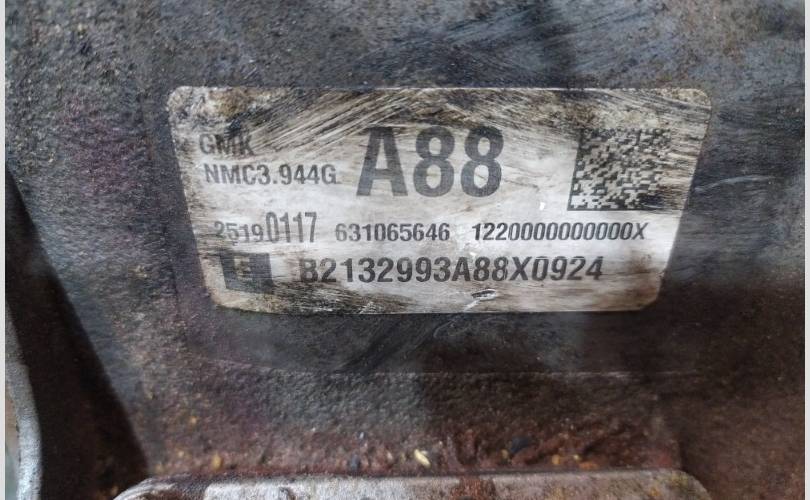 GMK A88
NMC3.944G
25190117 631065646 1220000000000X
B2132993A88X0924